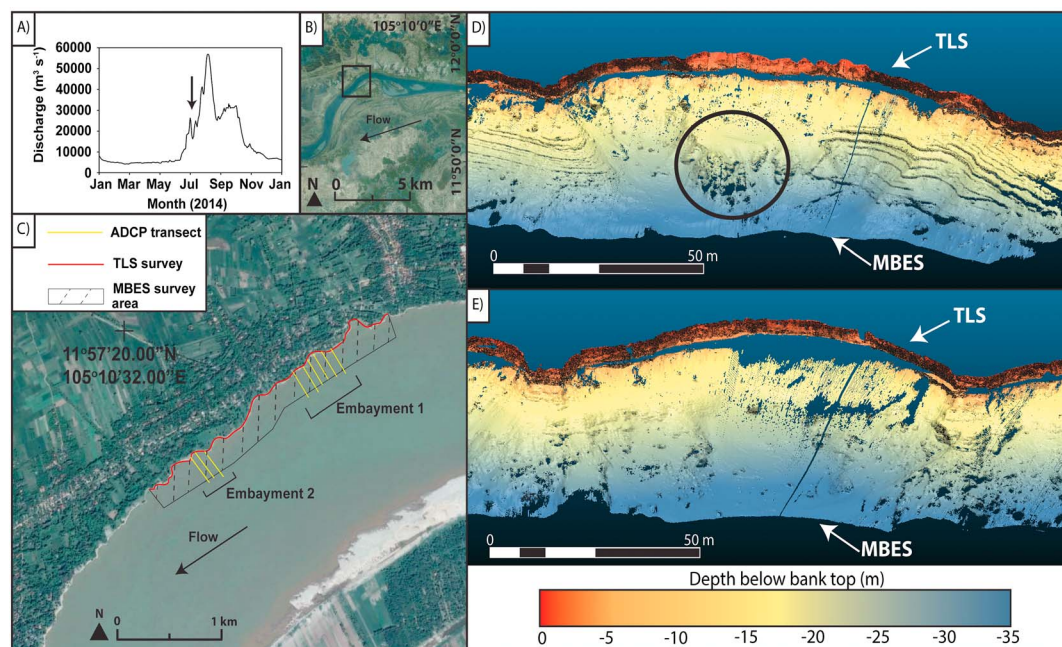 A)
60000
50000
40000
30000
20000
10000
0
Discharge (m³ s⁻¹)
Jan Mar May Jul Sep Nov Jan
Month (2014)
B)
105°10'0"E
12°0'0"N
11°50'0"N
Flow
N
0 5 km
C)
ADCP transect
TLS survey
MBES survey
area
11°57'20.00"N
105°10'32.00"E
Embayment 1
Embayment 2
Flow
N
0 1 km
D)
TLS
MBES
0 50 m
E)
TLS
MBES
0 50 m
Depth below bank top (m)
0 -5 -10 -15 -20 -25 -30 -35